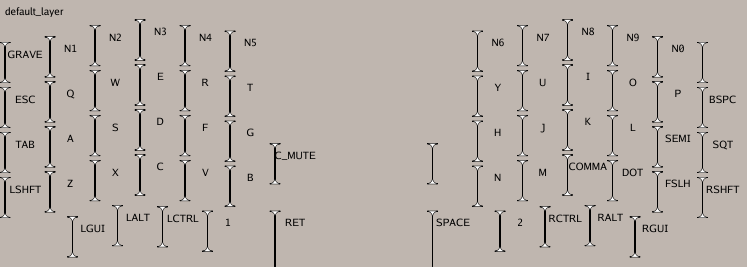 default_layer
GRAVE N1 N2 N3 N4 N5 N6 N7 N8 N9 N0
ESC Q W E R T Y U I O P BSPC
TAB A S D F G H J K L SEMI SQT
LSHFT Z X C V B C_MUTE N M COMMA DOT FSLH RSHFT
LGUI LALT LCTRL 1 RET SPACE 2 RCTRL RALT RGUI